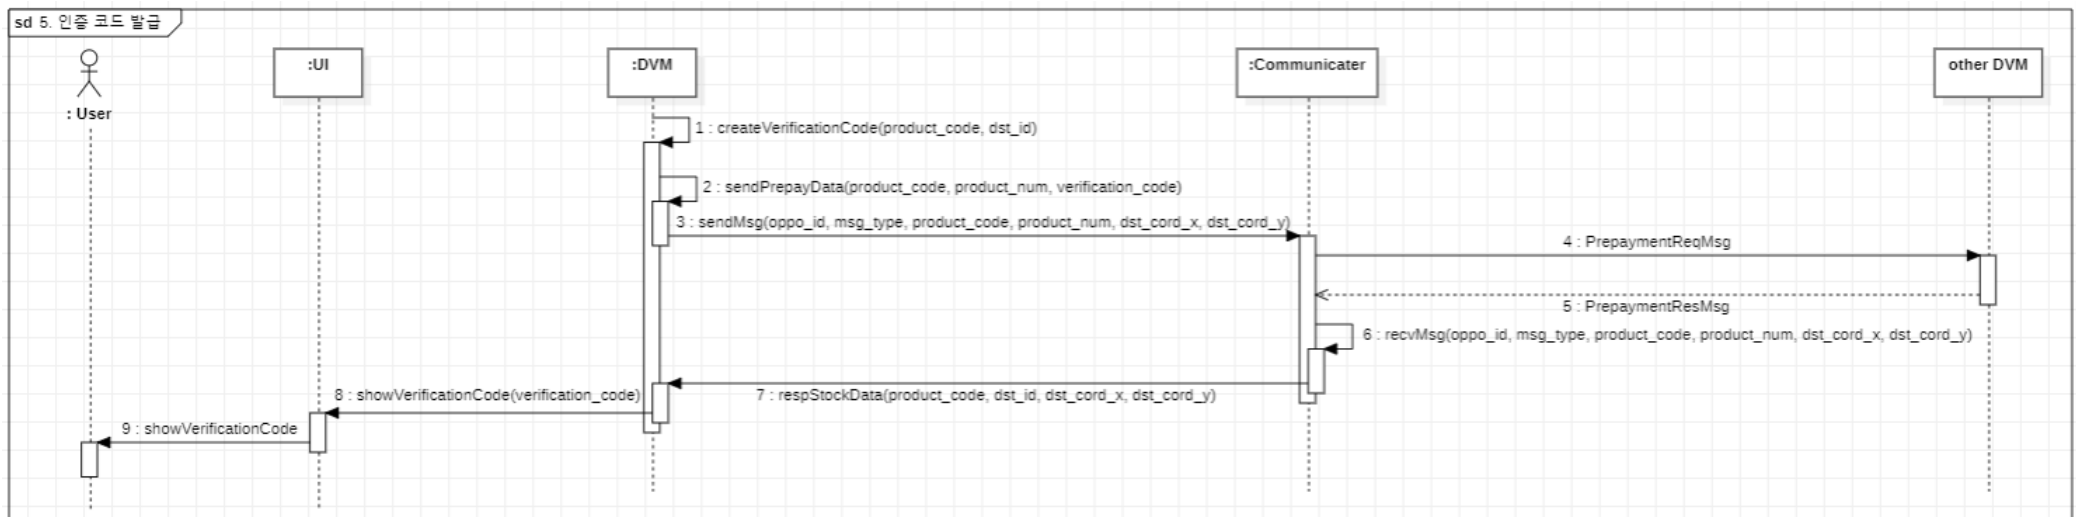 sd 5. 인증 코드 발급
: User
:UI
:DVM
:Communicater
other DVM
1 : createVerificationCode(product_code, dst_id)
2 : sendPrepayData(product_code, product_num, verification_code)
3 : sendMsg(oppo_id, msg_type, product_code, product_num, dst_cord_x, dst_cord_y)
4 : PrepaymentReqMsg
5 : PrepaymentResMsg
6 : recvMsg(oppo_id, msg_type, product_code, product_num, dst_cord_x, dst_cord_y)
7 : respStockData(product_code, dst_id, dst_cord_x, dst_cord_y)
8 : showVerificationCode(verification_code)
9 : showVerificationCode